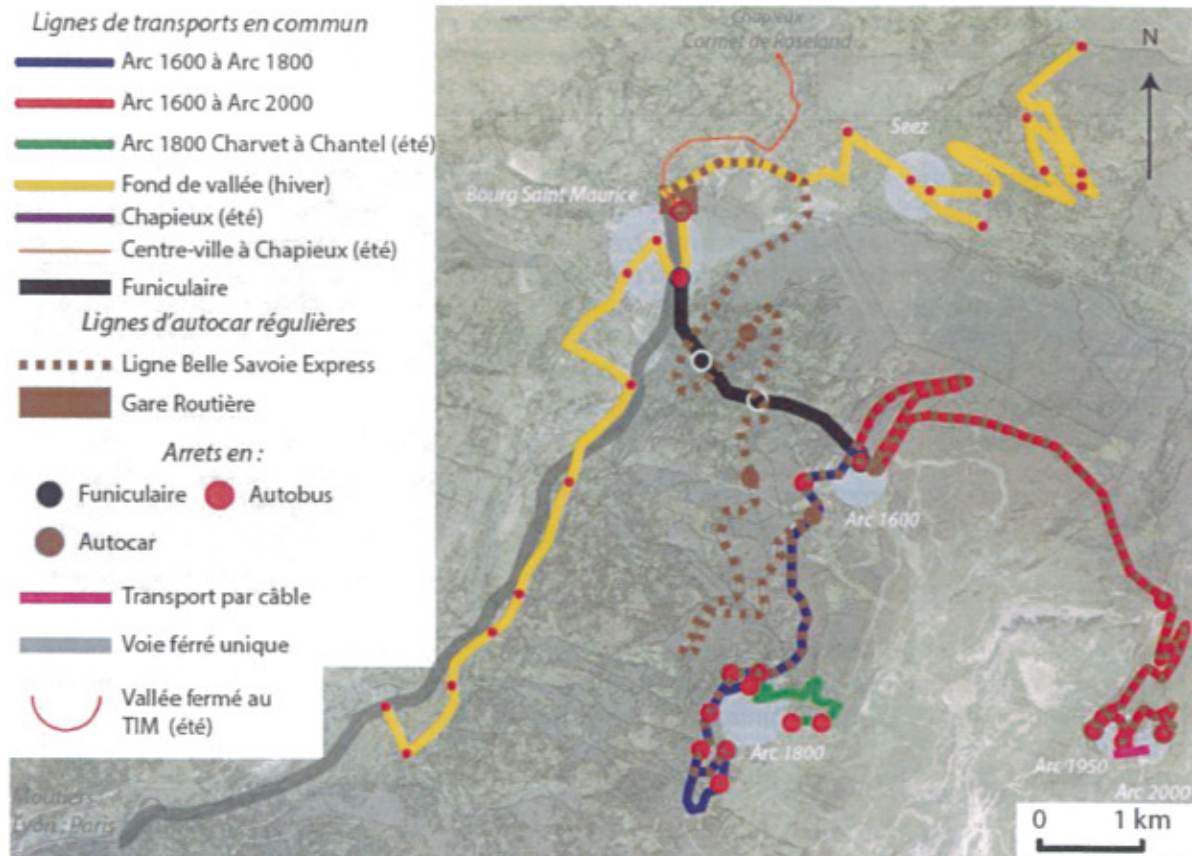 Lignes de transports en commun
Arc 1600 à Arc 1800
Arc 1600 à Arc 2000
Arc 1800 Charvet à Chantel (été)
Fond de vallée (hiver)
Chapieux (été)
Centre-ville à Chapieux (été)
Funiculaire
Lignes d'autocar régulières
Ligne Belle Savoie Express
Gare Routière
Arrets en :
Funiculaire
Autobus
Autocar
Transport par câble
Voie férré unique
Vallée fermé au
TIM (été)
Chapieux
Cormet de Roseland
N
Seez
Bourg Saint Maurice
Arc 1600
Arc 1800
Arc 1950
Arc 2000
Moutiers
Lyon ; Paris
0 1 km